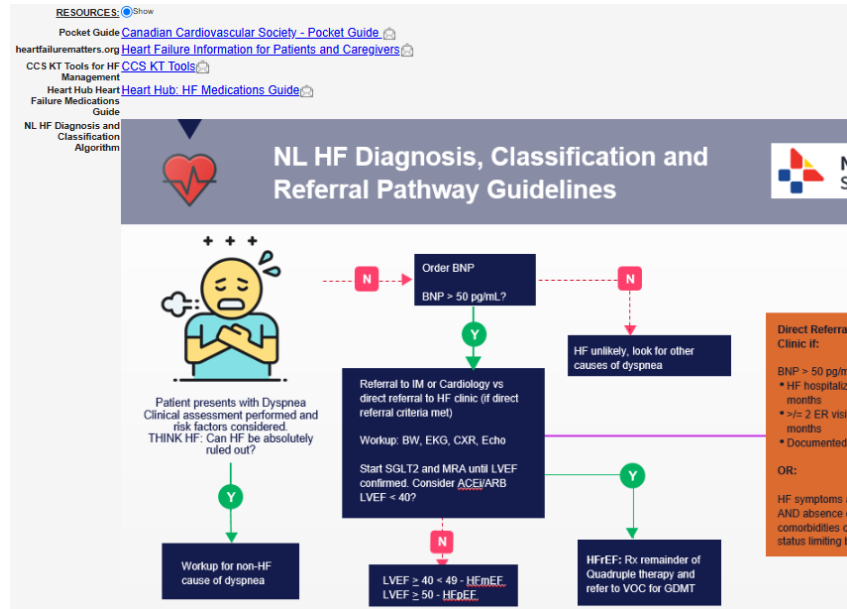 RESOURCES: Show
Pocket Guide Canadian Cardiovascular Society - Pocket Guide
heartfailurematters.org Heart Failure Information for Patients and Caregivers
CCS KT Tools for HF Management CCS KT Tools
Heart Hub Heart Failure Medications Guide Heart Hub: HF Medications Guide
NL HF Diagnosis and
Classification
Algorithm
NL HF Diagnosis, Classification and
Referral Pathway Guidelines
N
S
Patient presents with Dyspnea
Clinical assessment performed and
risk factors considered.
THINK HF: Can HF be absolutely
ruled out?
Y
Workup for non-HF
cause of dyspnea
N
Order BNP
BNP > 50 pg/mL?
N
HF unlikely, look for other
causes of dyspnea
Y
Referral to IM or Cardiology vs
direct referral to HF clinic (if direct
referral criteria met)
Workup: BW, EKG, CXR, Echo
Start SGLT2 and MRA until LVEF
confirmed. Consider ACEi/ARB
LVEF < 40?
N
LVEF ≥ 40 < 49 - HFmEF
LVEF ≥ 50 - HFpEF
Y
HFrEF: Rx remainder of
Quadruple therapy and
refer to VOC for GDMT
Direct Referra
Clinic if:
BNP > 50 pg/m
• HF hospitaliz
months
• >/= 2 ER visi
months
• Documented
OR:
HF symptoms
AND absence
comorbidities
status limiting